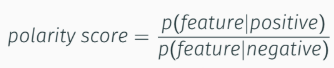 polarity score = p(feature|positive) / p(feature|negative)